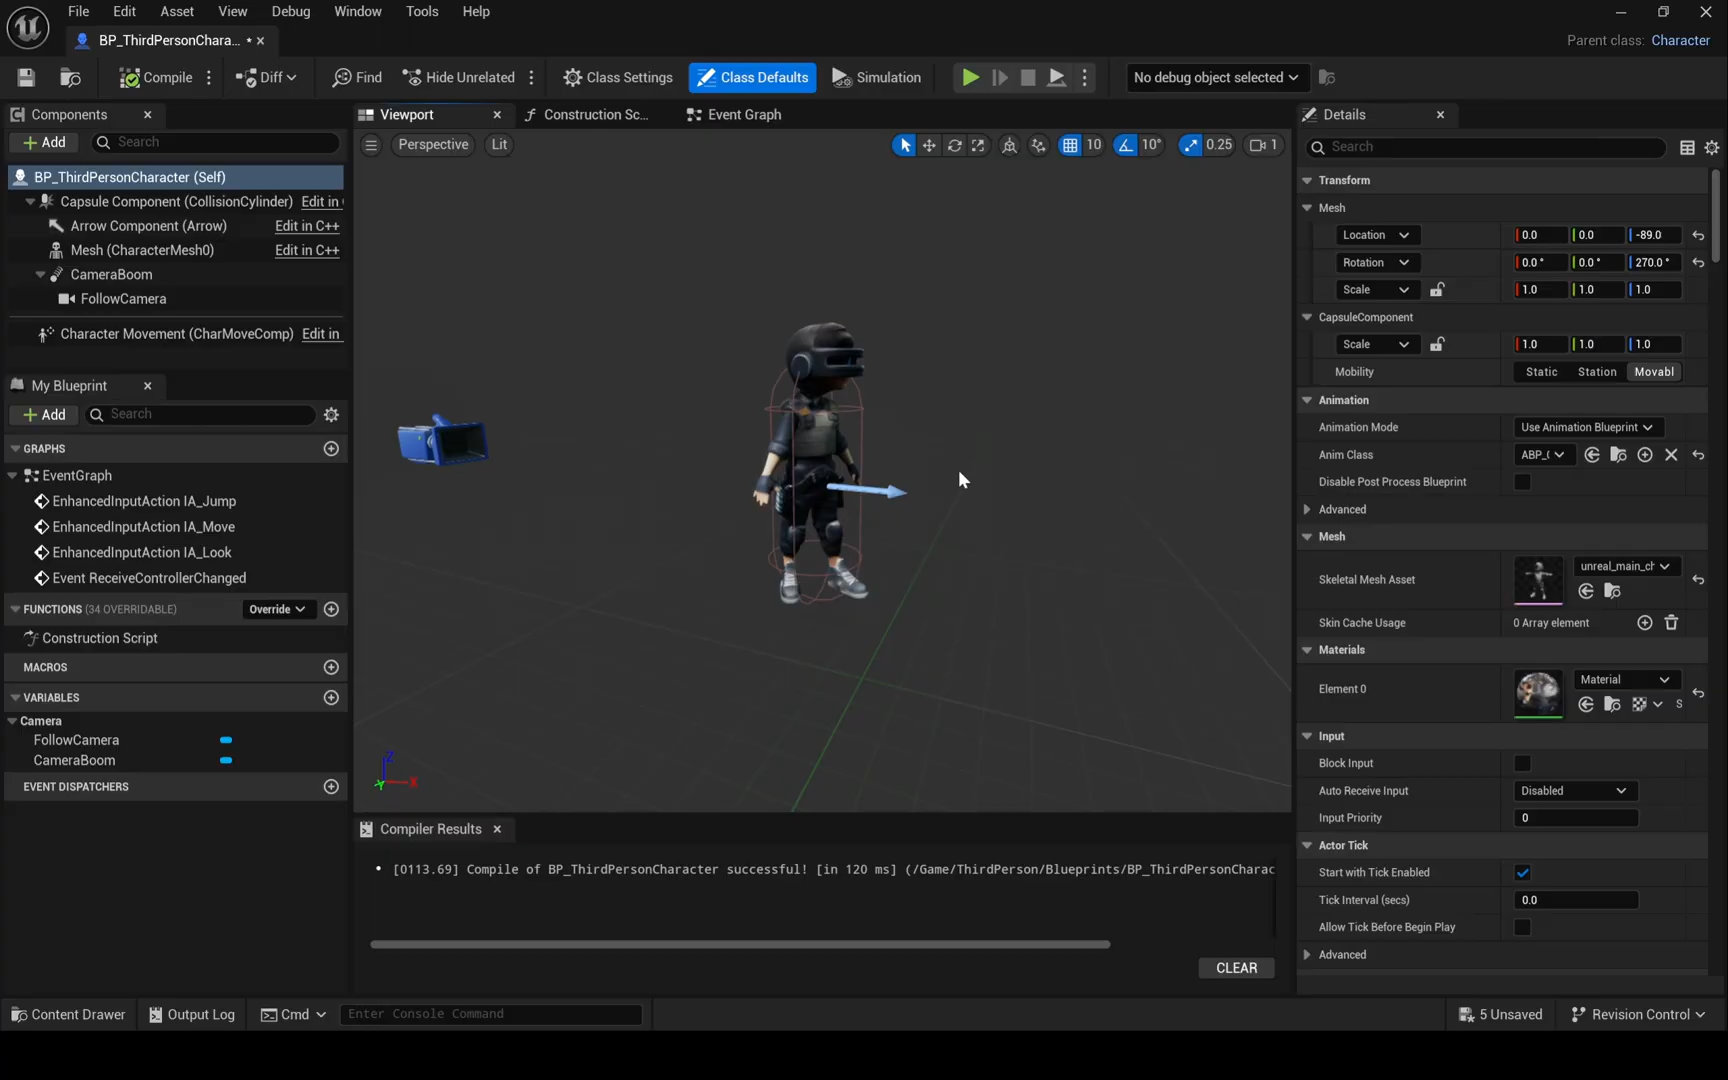 File Edit Asset View Debug Window Tools Help
BP_ThirdPersonChara... •
Parent class: Character
Compile Diff Find Hide Unrelated Class Settings Class Defaults Simulation No debug object selected
Components
Add Search
BP_ThirdPersonCharacter (Self)
Capsule Component (CollisionCylinder) Edit in
Arrow Component (Arrow) Edit in C++
Mesh (CharacterMesh0) Edit in C++
CameraBoom
FollowCamera
Character Movement (CharMoveComp) Edit in
My Blueprint
Add Search
GRAPHS
EventGraph
EnhancedInputAction IA_Jump
EnhancedInputAction IA_Move
EnhancedInputAction IA_Look
Event ReceiveControllerChanged
FUNCTIONS (34 OVERRIDABLE) Override
Construction Script
MACROS
VARIABLES
Camera
FollowCamera
CameraBoom
EVENT DISPATCHERS
Viewport Construction Sc... Event Graph
Perspective Lit 10 10° 0.25 1
Z
X
Y
Compiler Results
• [0113.69] Compile of BP_ThirdPersonCharacter successful! [in 120 ms] (/Game/ThirdPerson/Blueprints/BP_ThirdPersonCharac
CLEAR
Details
Search
Transform
Mesh
Location 0.0 0.0 -89.0
Rotation 0.0° 0.0° 270.0°
Scale 1.0 1.0 1.0
CapsuleComponent
Scale 1.0 1.0 1.0
Mobility Static Station Movabl
Animation
Animation Mode Use Animation Blueprint
Anim Class ABP_(
Disable Post Process Blueprint
Advanced
Mesh
Skeletal Mesh Asset unreal_main_ch
Skin Cache Usage 0 Array element
Materials
Element 0 Material
S
Input
Block Input
Auto Receive Input Disabled
Input Priority 0
Actor Tick
Start with Tick Enabled
Tick Interval (secs) 0.0
Allow Tick Before Begin Play
Advanced
Content Drawer Output Log Cmd Enter Console Command 5 Unsaved Revision Control